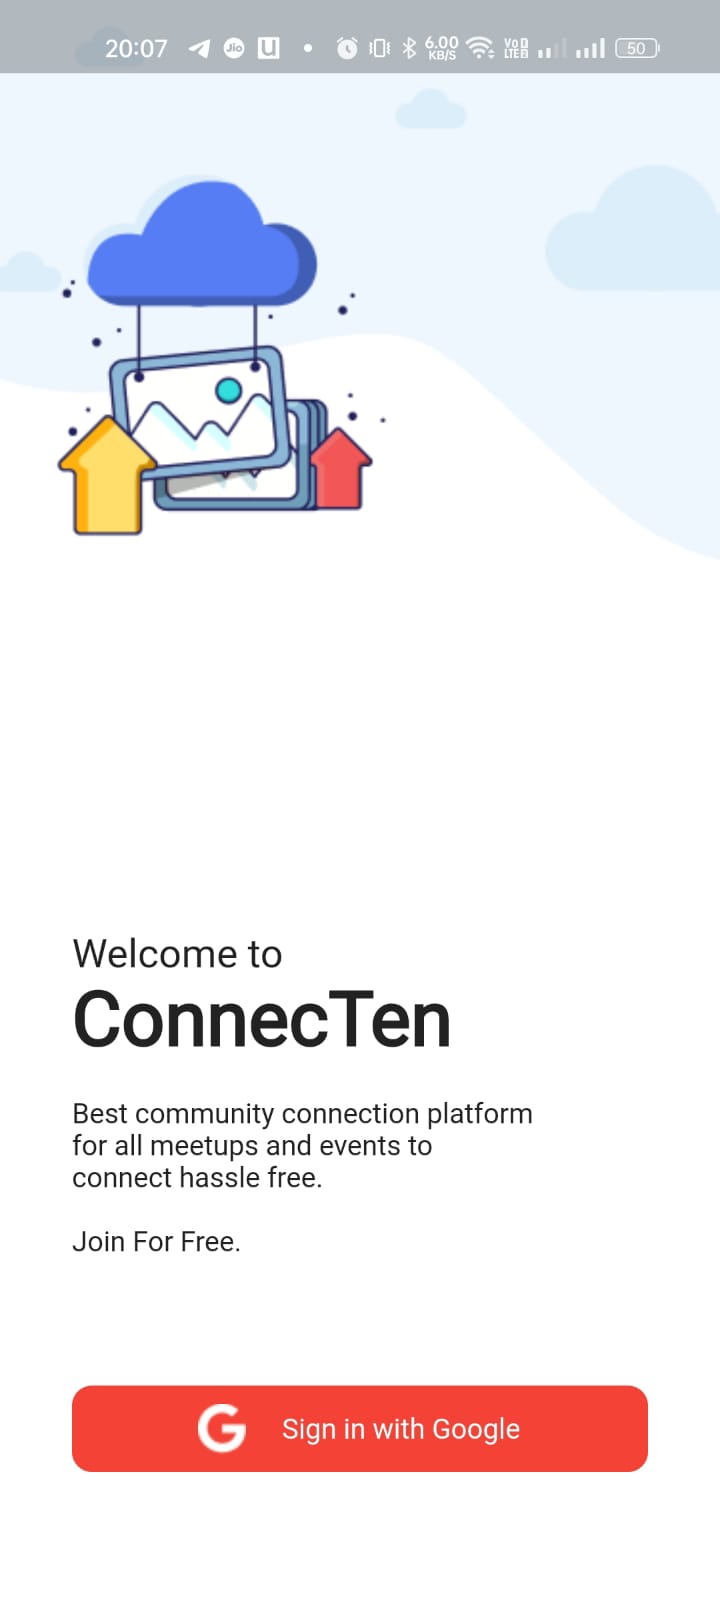 20:07 Jio U 6.00 KB/S VoD LTE 50
Welcome to
ConnecTen
Best community connection platform
for all meetups and events to
connect hassle free.
Join For Free.
G Sign in with Google